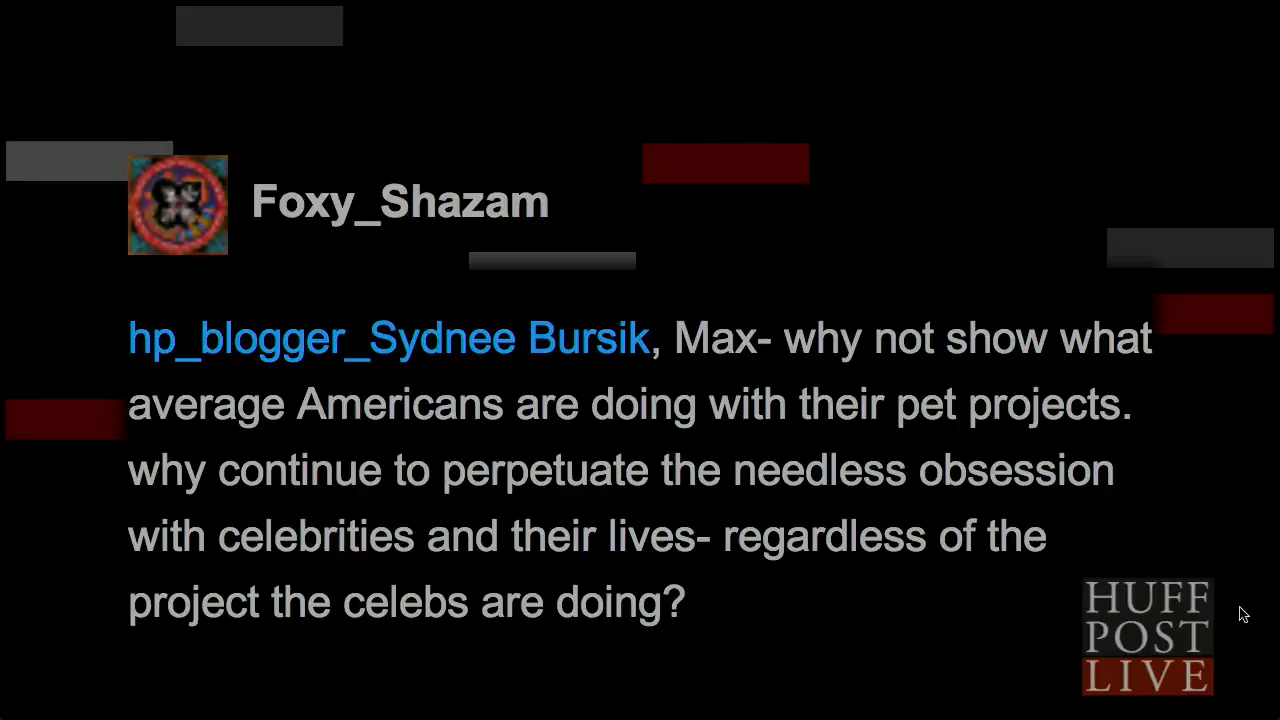 Foxy_Shazam
hp_blogger_Sydnee Bursik, Max- why not show what
average Americans are doing with their pet projects.
why continue to perpetuate the needless obsession
with celebrities and their lives- regardless of the
project the celebs are doing?
HUFF
POST
LIVE